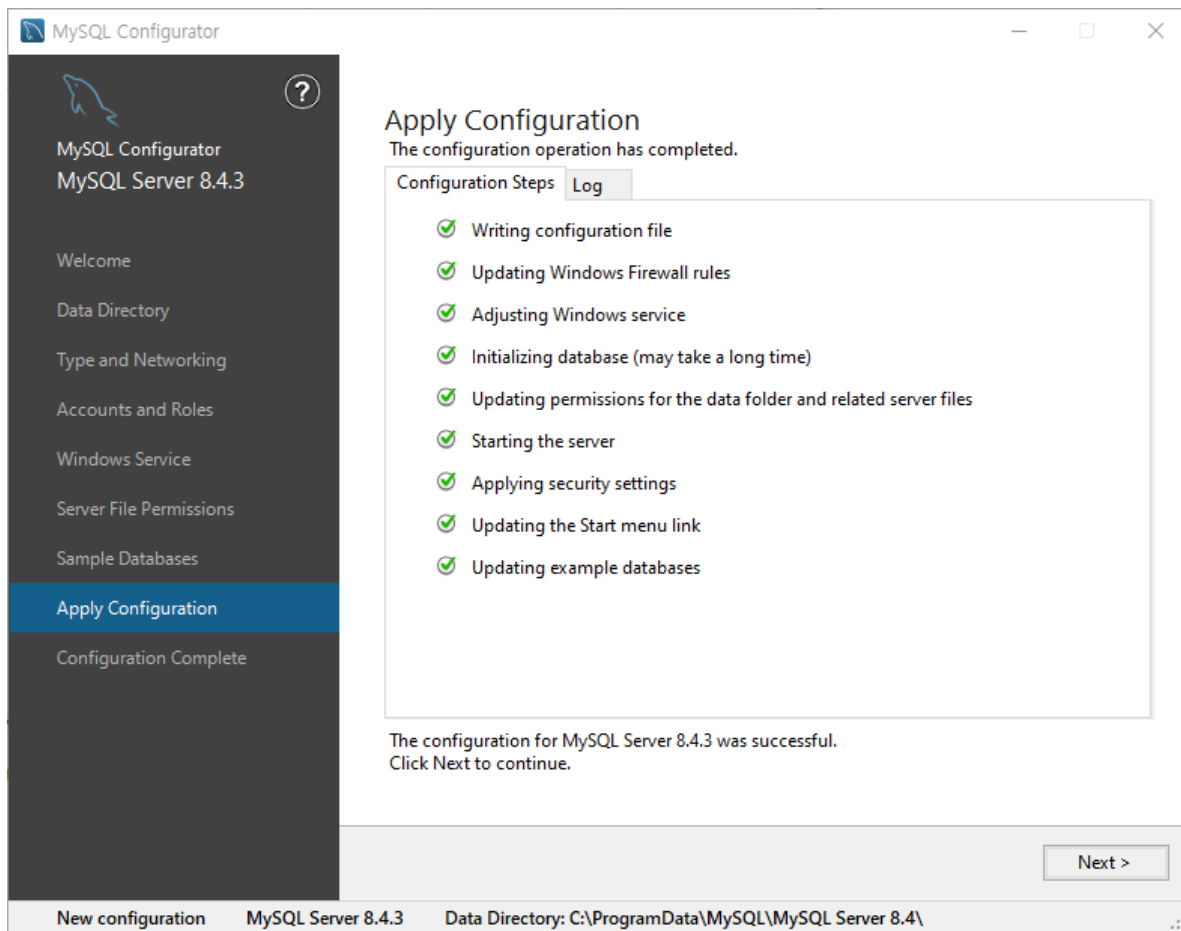 MySQL Configurator
?
MySQL Configurator
MySQL Server 8.4.3
Welcome
Data Directory
Type and Networking
Accounts and Roles
Windows Service
Server File Permissions
Sample Databases
Apply Configuration
Configuration Complete
Apply Configuration
The configuration operation has completed.
Configuration Steps Log
Writing configuration file
Updating Windows Firewall rules
Adjusting Windows service
Initializing database (may take a long time)
Updating permissions for the data folder and related server files
Starting the server
Applying security settings
Updating the Start menu link
Updating example databases
The configuration for MySQL Server 8.4.3 was successful.
Click Next to continue.
Next >
New configuration MySQL Server 8.4.3 Data Directory: C:\ProgramData\MySQL\MySQL Server 8.4\